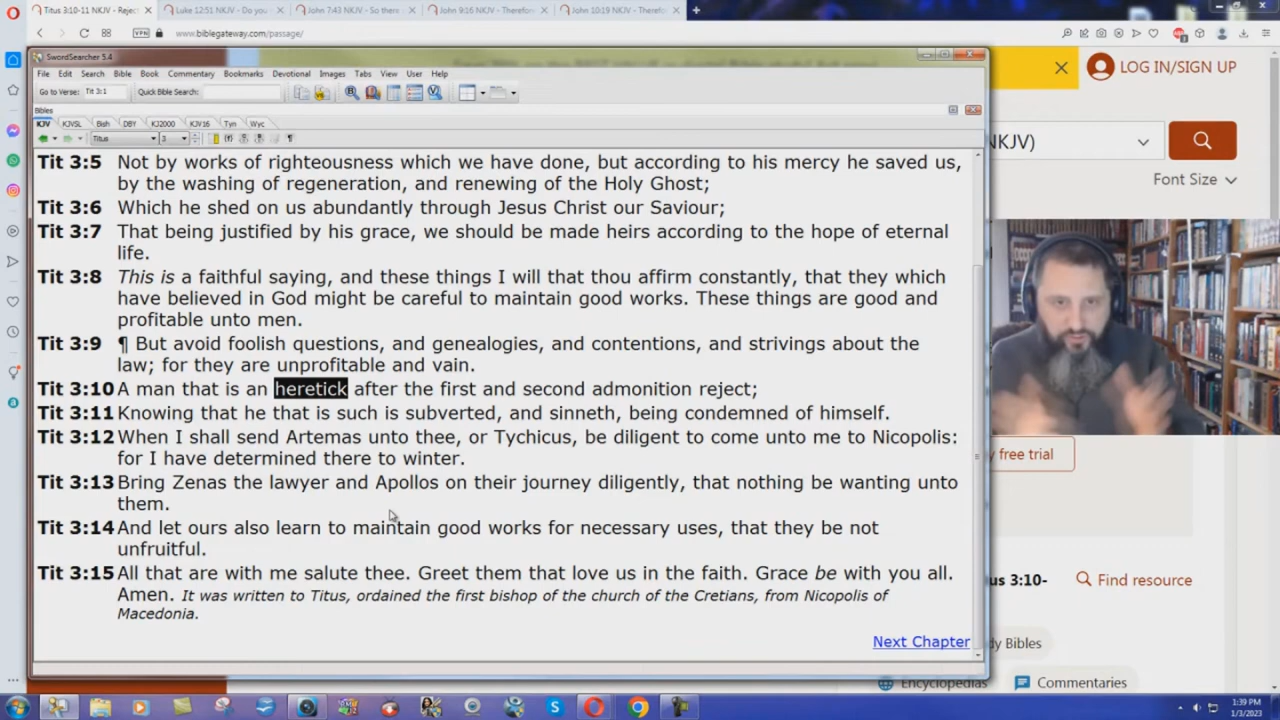 Titus 3:10-11 NKJV - Reject
Luke 12:51 NKJV - Do you
John 7:43 NKJV - So there
John 9:16 NKJV - Therefore
John 10:19 NKJV - Therefor
88
VPN
www.biblegateway.com/passage/
SwordSearcher 5.4
LOG IN/SIGN UP
File Edit Search Bible Book Commentary Bookmarks Devotional Images Tabs View User Help
Go to Verse: Tit 3:1 Quick Bible Search:
Bibles
KJV KJVSL Bish DBY KJ2000 KJV16 Tyn Wyc
Titus 3
NKJV)
Font Size
Tit 3:5 Not by works of righteousness which we have done, but according to his mercy he saved us,
by the washing of regeneration, and renewing of the Holy Ghost;
Tit 3:6 Which he shed on us abundantly through Jesus Christ our Saviour;
Tit 3:7 That being justified by his grace, we should be made heirs according to the hope of eternal
life.
Tit 3:8 This is a faithful saying, and these things I will that thou affirm constantly, that they which
have believed in God might be careful to maintain good works. These things are good and
profitable unto men.
Tit 3:9 ¶ But avoid foolish questions, and genealogies, and contentions, and strivings about the
law; for they are unprofitable and vain.
Tit 3:10 A man that is an heretick after the first and second admonition reject;
Tit 3:11 Knowing that he that is such is subverted, and sinneth, being condemned of himself.
Tit 3:12 When I shall send Artemas unto thee, or Tychicus, be diligent to come unto me to Nicopolis:
for I have determined there to winter.
Tit 3:13 Bring Zenas the lawyer and Apollos on their journey diligently, that nothing be wanting unto
them.
Tit 3:14 And let ours also learn to maintain good works for necessary uses, that they be not
unfruitful.
Tit 3:15 All that are with me salute thee. Greet them that love us in the faith. Grace be with you all.
Amen. It was written to Titus, ordained the first bishop of the church of the Cretians, from Nicopolis of
Macedonia.
Next Chapter
y free trial
us 3:10-
Find resource
dy Bibles
Encyclopedias
Commentaries
1:39 PM
1/3/2023